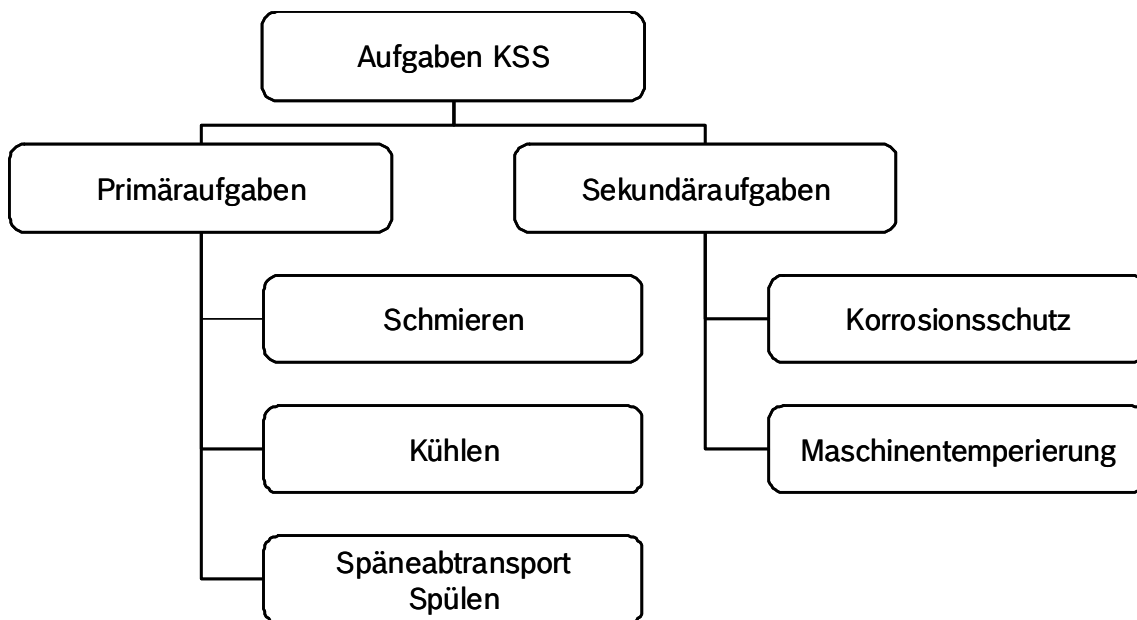 Aufgaben KSS
Primäraufgaben
Sekundäraufgaben
Schmieren
Korrosionsschutz
Kühlen
Maschinentemperierung
Späneabtransport
Spülen